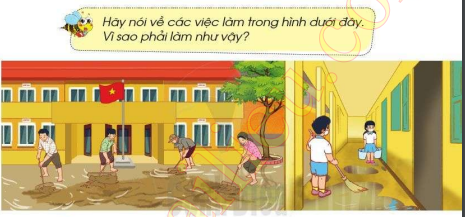 Hãy nói về các việc làm trong hình dưới đây.
Vì sao phải làm như vậy?